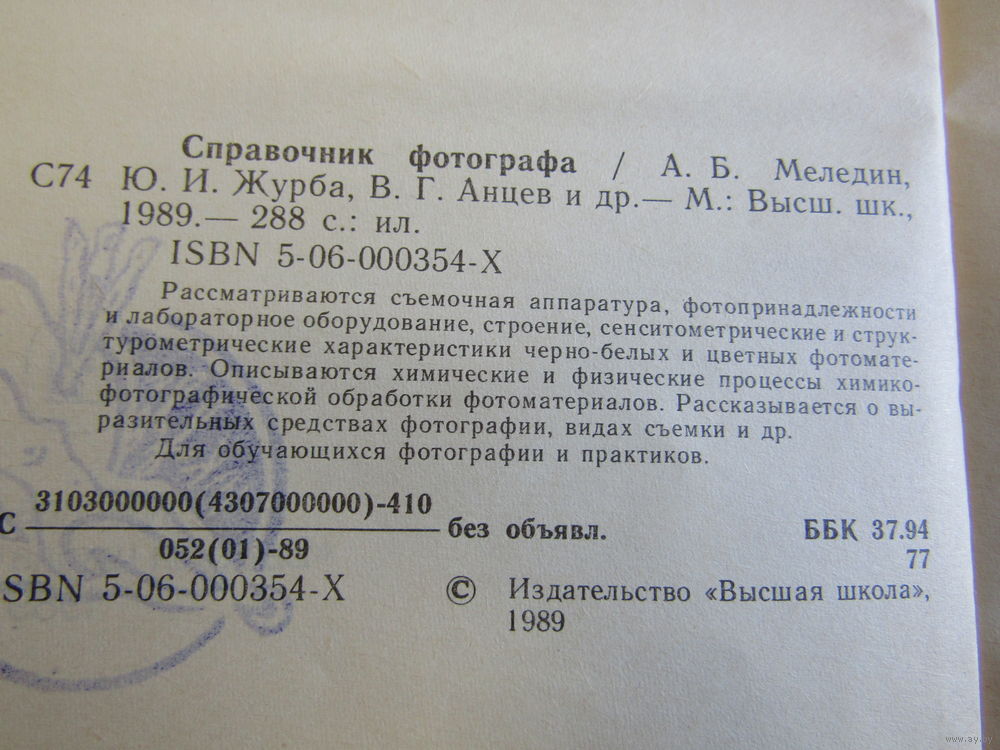 Справочник фотографа / А. Б. Меледин,
С74 Ю. И. Журба, В. Г. Анцев и др.— М.: Высш. шк.,
1989.— 288 с.: ил.
ISBN 5-06-000354-X
Рассматриваются съемочная аппаратура, фотопринадлежности
и лабораторное оборудование, строение, сенситометрические и струк-
турометрические характеристики черно-белых и цветных фотомате-
риалов. Описываются химические и физические процессы химико-
фотографической обработки фотоматериалов. Рассказывается о вы-
разительных средствах фотографии, видах съемки и др.
Для обучающихся фотографии и практиков.
3103000000(4307000000)-410
С без объявл. ББК 37.94
052(01)-89 77
SBN 5-06-000354-X © Издательство «Высшая школа»,
1989